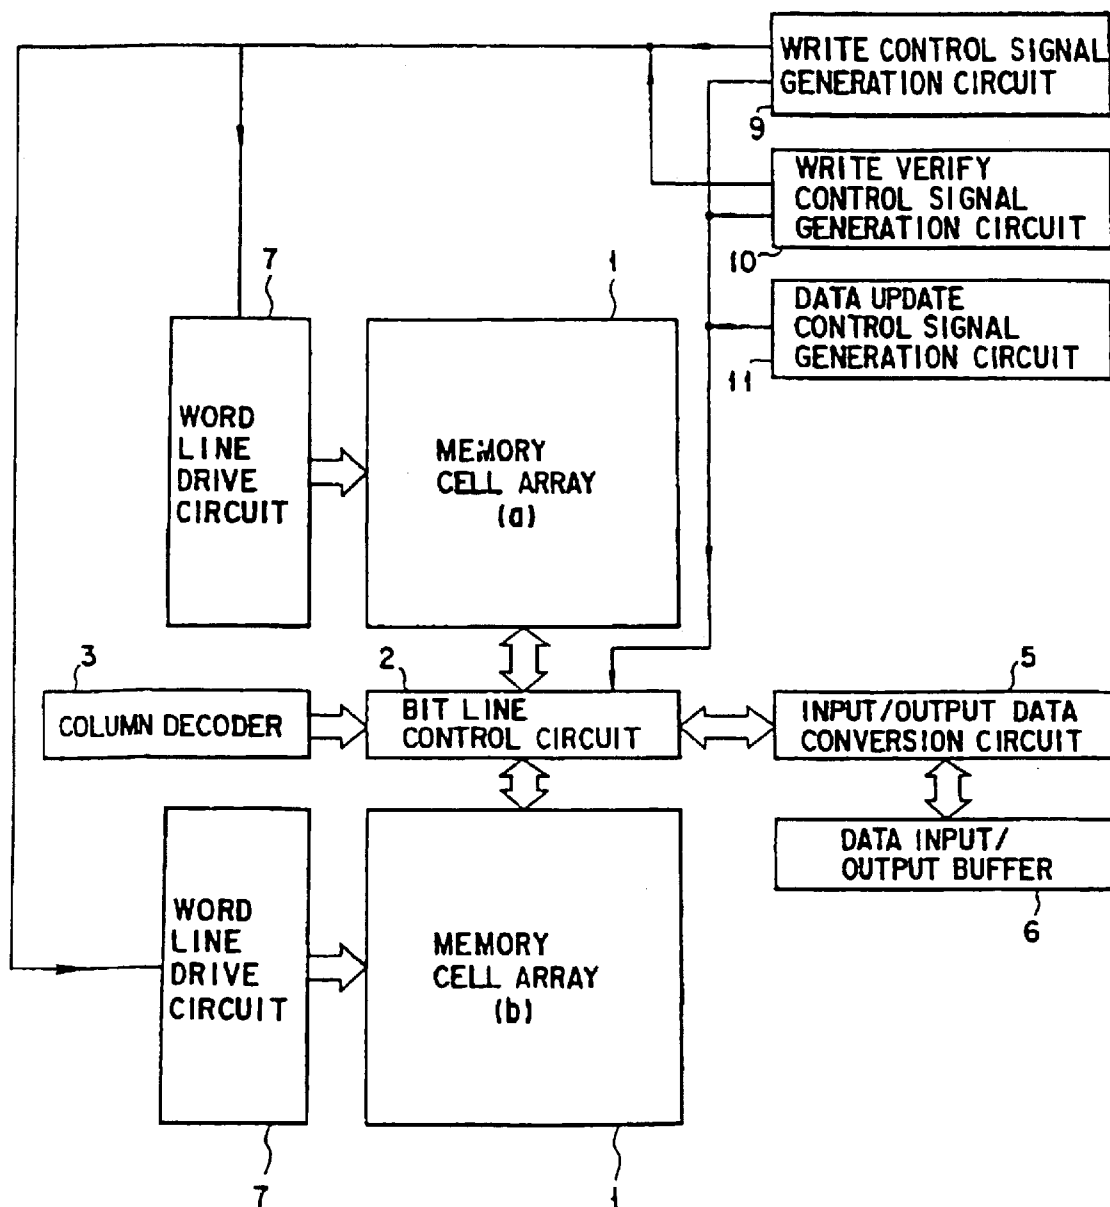 WRITE CONTROL SIGNAL
GENERATION CIRCUIT
9
WRITE VERIFY
CONTROL SIGNAL
GENERATION CIRCUIT
10
DATA UPDATE
CONTROL SIGNAL
GENERATION CIRCUIT
11
7
1
WORD
LINE
DRIVE
CIRCUIT
MEMORY
CELL ARRAY
(a)
3
2
5
COLUMN DECODER
BIT LINE
CONTROL CIRCUIT
INPUT/OUTPUT DATA
CONVERSION CIRCUIT
DATA INPUT/
OUTPUT BUFFER
6
WORD
LINE
DRIVE
CIRCUIT
MEMORY
CELL ARRAY
(b)
7
1